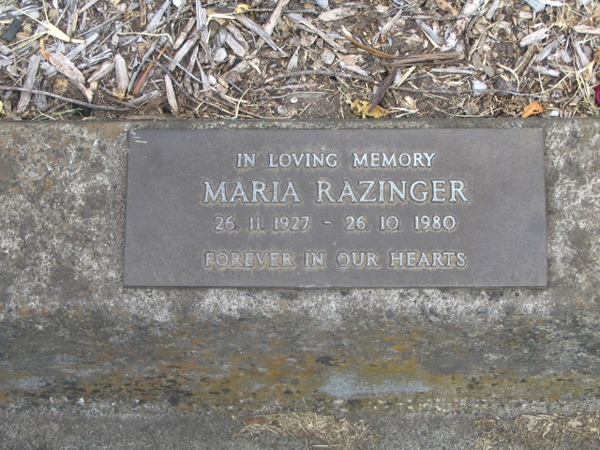 IN LOVING MEMORY
MARIA RAZINGER
26. 11. 1927 - 26. 10. 1980
FOREVER IN OUR HEARTS